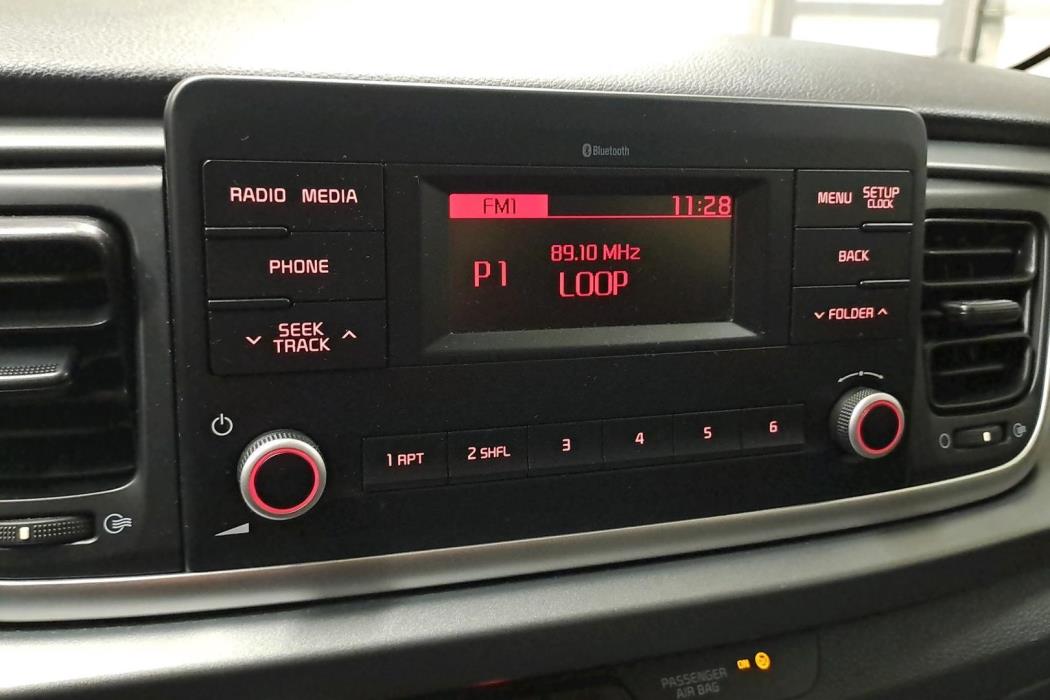 Bluetooth
RADIO MEDIA
PHONE
SEEK
TRACK
FM1 11:28
89.10 MHz
P1 LOOP
MENU SETUP
CLOCK
BACK
FOLDER
1 RPT 2 SHFL 3 4 5 6
PASSENGER
AIR BAG
ON